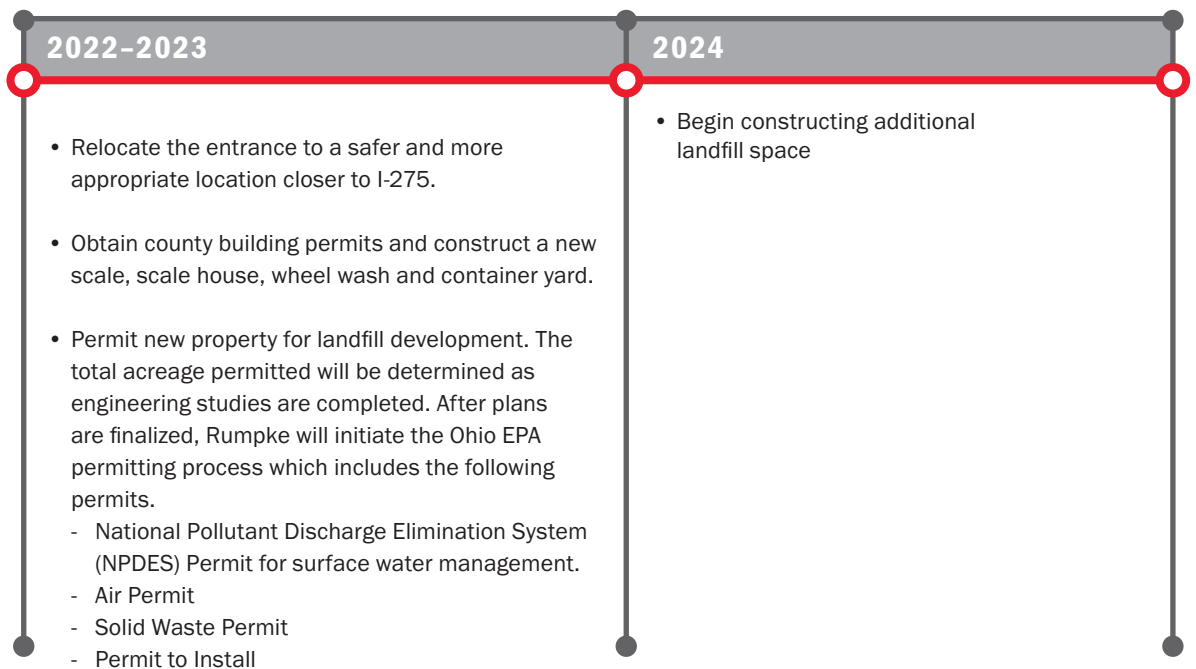 2022–2023
• Relocate the entrance to a safer and more
appropriate location closer to I-275.
• Obtain county building permits and construct a new
scale, scale house, wheel wash and container yard.
• Permit new property for landfill development. The
total acreage permitted will be determined as
engineering studies are completed. After plans
are finalized, Rumpke will initiate the Ohio EPA
permitting process which includes the following
permits.
- National Pollutant Discharge Elimination System
(NPDES) Permit for surface water management.
- Air Permit
- Solid Waste Permit
- Permit to Install
2024
• Begin constructing additional
landfill space